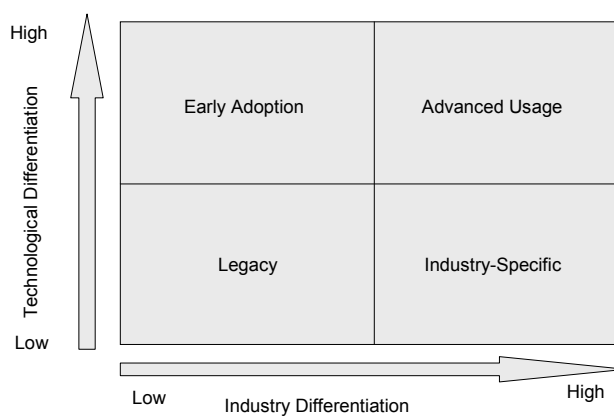 High
Early Adoption
Advanced Usage
Technological Differentiation
Legacy
Industry-Specific
Low
Low
Industry Differentiation
High